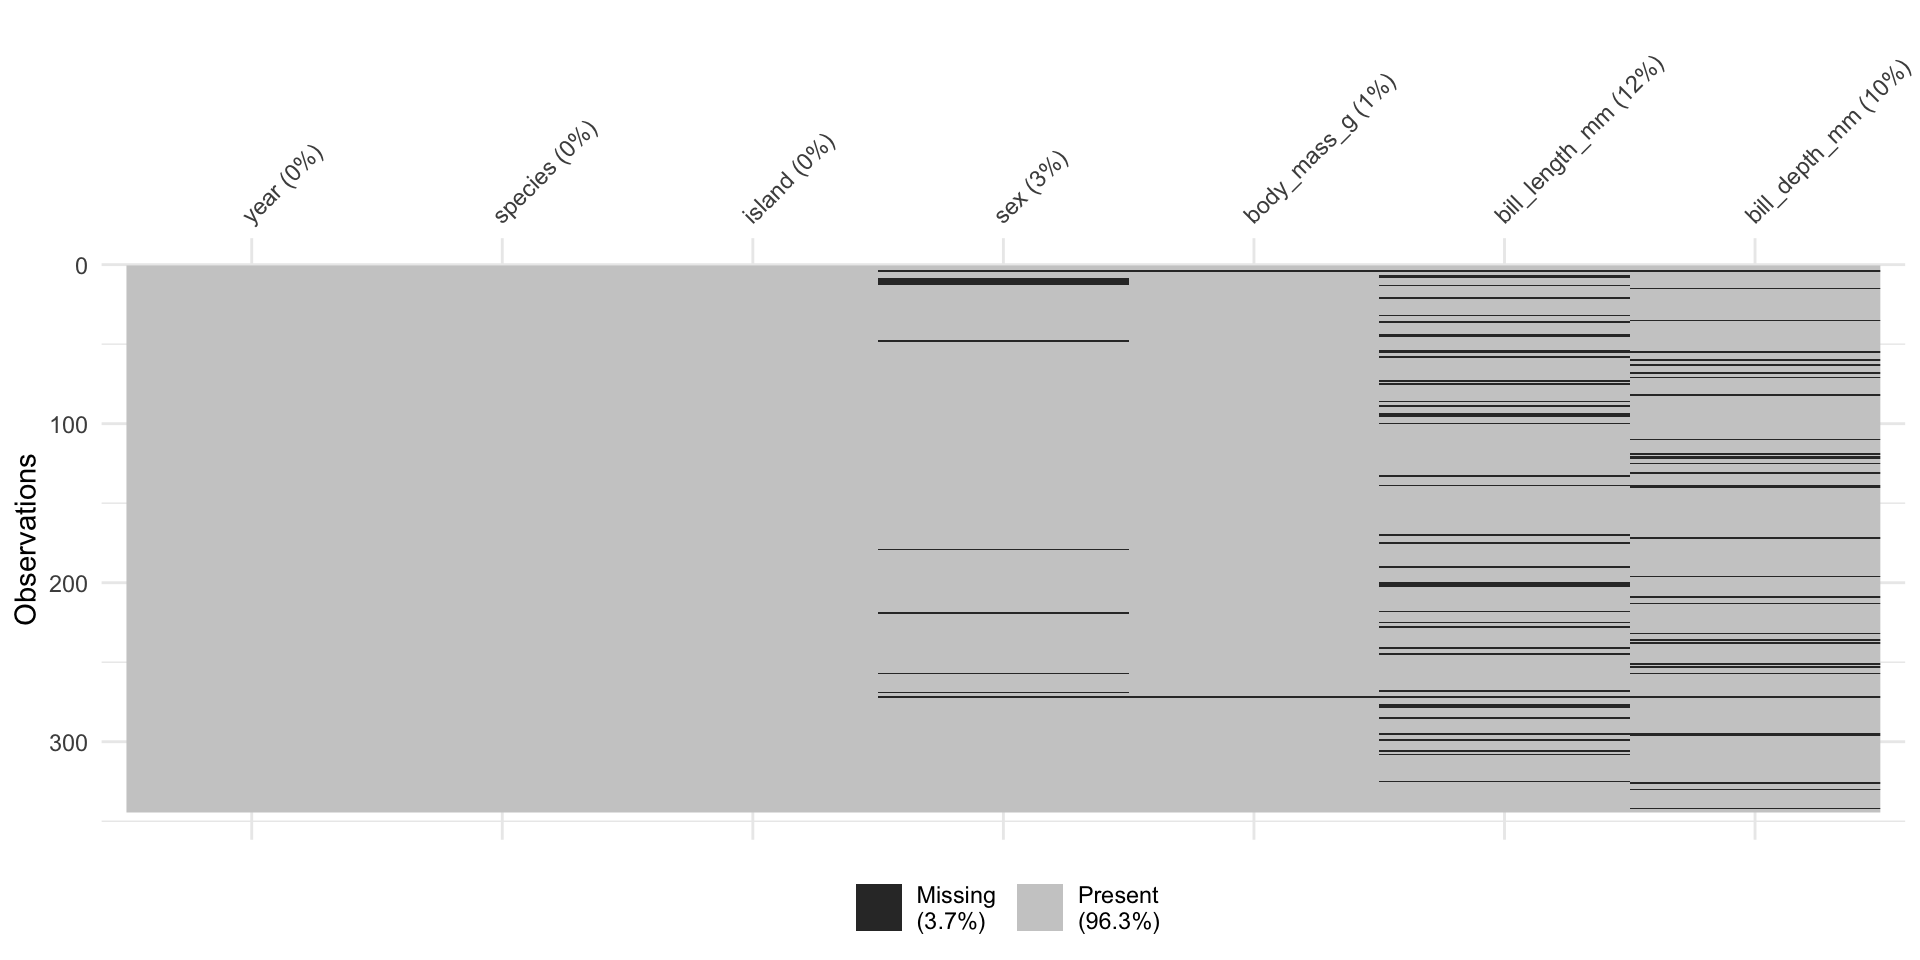 year (0%)
species (0%)
island (0%)
sex (3%)
body_mass_g (1%)
bill_length_mm (12%)
bill_depth_mm (10%)
0
100
200
300
Observations
Missing
(3.7%)
Present
(96.3%)